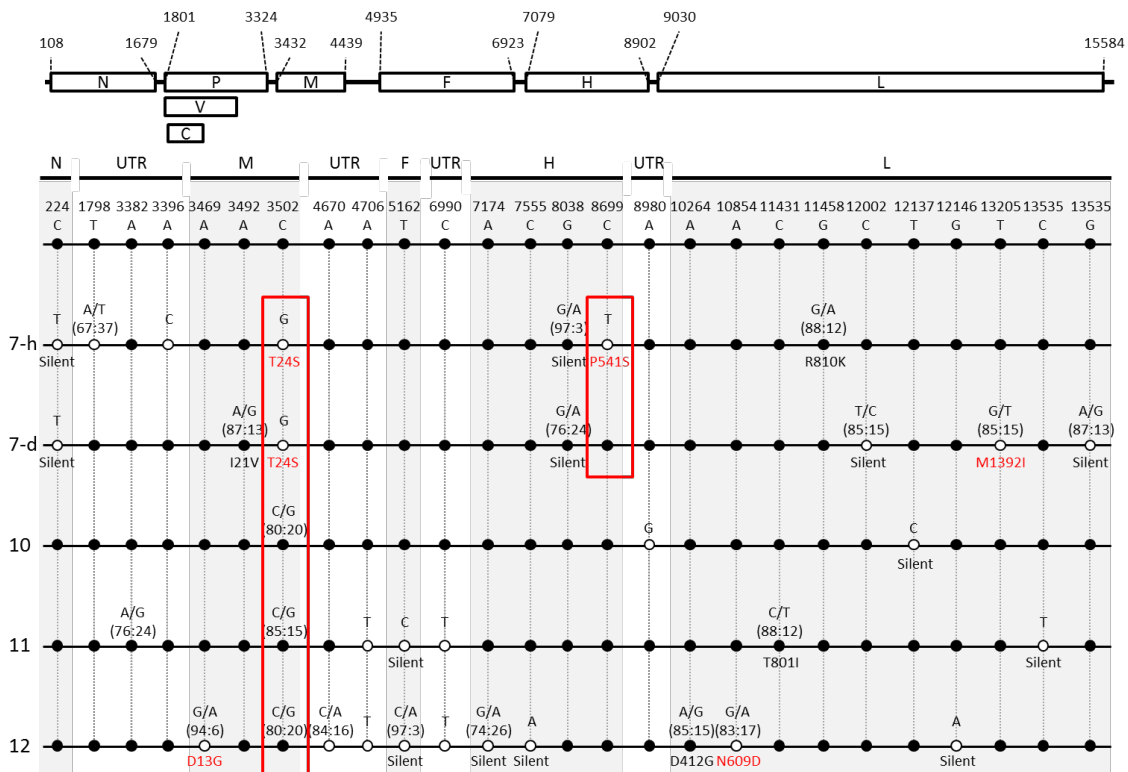 1801 3324 4935 7079 9030
108 1679 3432 4439 6923 8902 15584
N P M F H L
V
C
N UTR M UTR F UTR H UTR L
224 1798 3382 3396 3469 3492 3502 4670 4706 5162 6990 7174 7555 8038 8699 8980 10264 10854 11431 11458 12002 12137 12146 13205 13535 13535
C T A A A A C A A T C A C G C A A A C G C T G T C G
A/T G/A G/A
T (67:37) C G (97:3) T (88:12)
7-h
Silent T24S Silent P541S R810K
A/G G/A T/C G/T A/G
T (87:13) G (76:24) (85:15) (85:15) (87:13)
7-d
Silent I21V T24S Silent Silent M1392I Silent
C/G
(80:20) G C
10
Silent
A/G C/G C/T
(76:24) (85:15) T C T (88:12) T
11
Silent T801I Silent
G/A C/G C/A C/A G/A A/G G/A
(94:6) (80:20) (84:16) T (97:3) T (74:26) A (85:15) (83:17) A
12
D13G Silent Silent Silent D412G N609D Silent